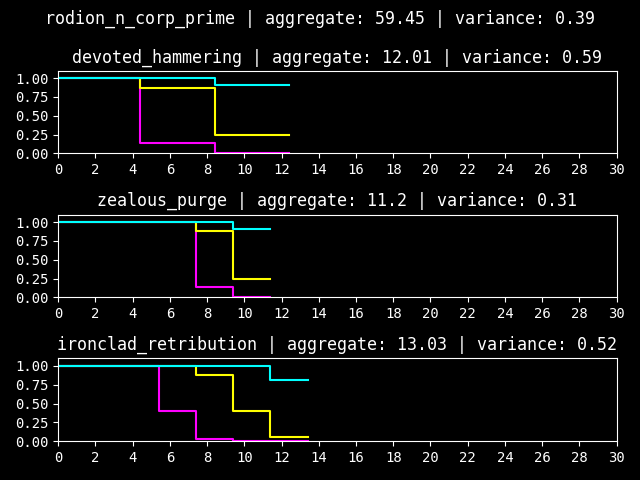 rodion_n_corp_prime | aggregate: 59.45 | variance: 0.39
devoted_hammering | aggregate: 12.01 | variance: 0.59
1.00
0.75
0.50
0.25
0.00
0 2 4 6 8 10 12 14 16 18 20 22 24 26 28 30
zealous_purge | aggregate: 11.2 | variance: 0.31
1.00
0.75
0.50
0.25
0.00
0 2 4 6 8 10 12 14 16 18 20 22 24 26 28 30
ironclad_retribution | aggregate: 13.03 | variance: 0.52
1.00
0.75
0.50
0.25
0.00
0 2 4 6 8 10 12 14 16 18 20 22 24 26 28 30